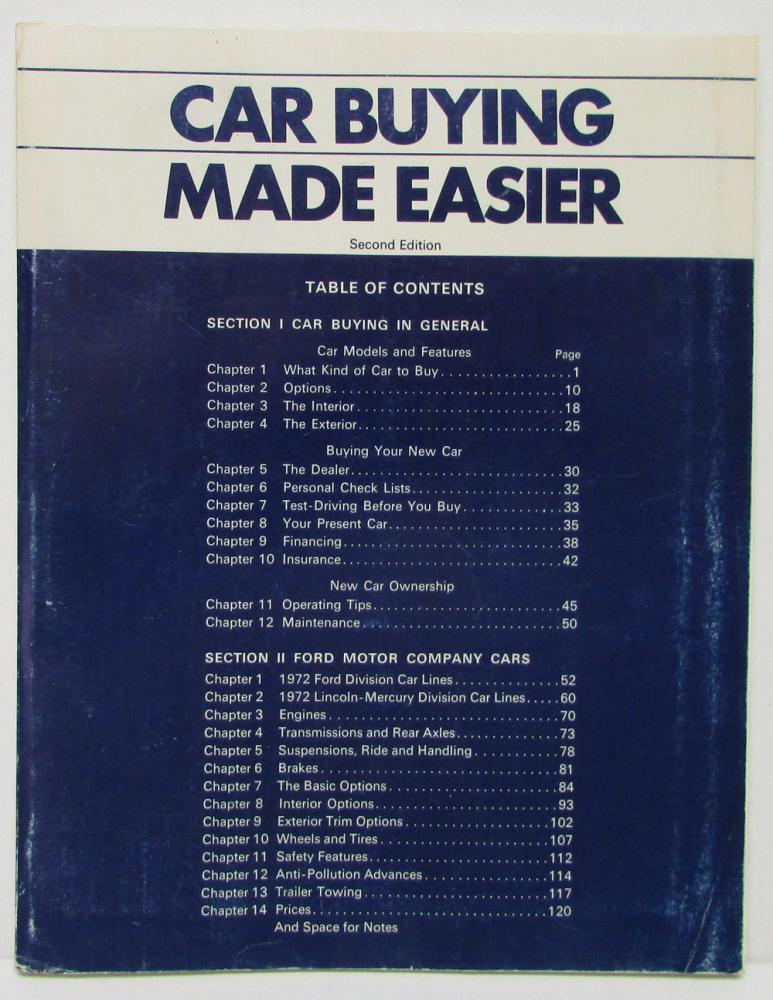 CAR BUYING
MADE EASIER
Second Edition
TABLE OF CONTENTS
SECTION I CAR BUYING IN GENERAL
Car Models and Features Page
Chapter 1 What Kind of Car to Buy.................1
Chapter 2 Options..............................10
Chapter 3 The Interior...........................18
Chapter 4 The Exterior...........................25
Buying Your New Car
Chapter 5 The Dealer............................30
Chapter 6 Personal Check Lists....................32
Chapter 7 Test-Driving Before You Buy.............33
Chapter 8 Your Present Car.......................35
Chapter 9 Financing.............................38
Chapter 10 Insurance.............................42
New Car Ownership
Chapter 11 Operating Tips.........................45
Chapter 12 Maintenance..........................50
SECTION II FORD MOTOR COMPANY CARS
Chapter 1 1972 Ford Division Car Lines..............52
Chapter 2 1972 Lincoln-Mercury Division Car Lines.....60
Chapter 3 Engines..............................70
Chapter 4 Transmissions and Rear Axles.............73
Chapter 5 Suspensions, Ride and Handling...........78
Chapter 6 Brakes...............................81
Chapter 7 The Basic Options......................84
Chapter 8 Interior Options........................93
Chapter 9 Exterior Trim Options...................102
Chapter 10 Wheels and Tires......................107
Chapter 11 Safety Features.......................112
Chapter 12 Anti-Pollution Advances................114
Chapter 13 Trailer Towing........................117
Chapter 14 Prices..............................120
And Space for Notes